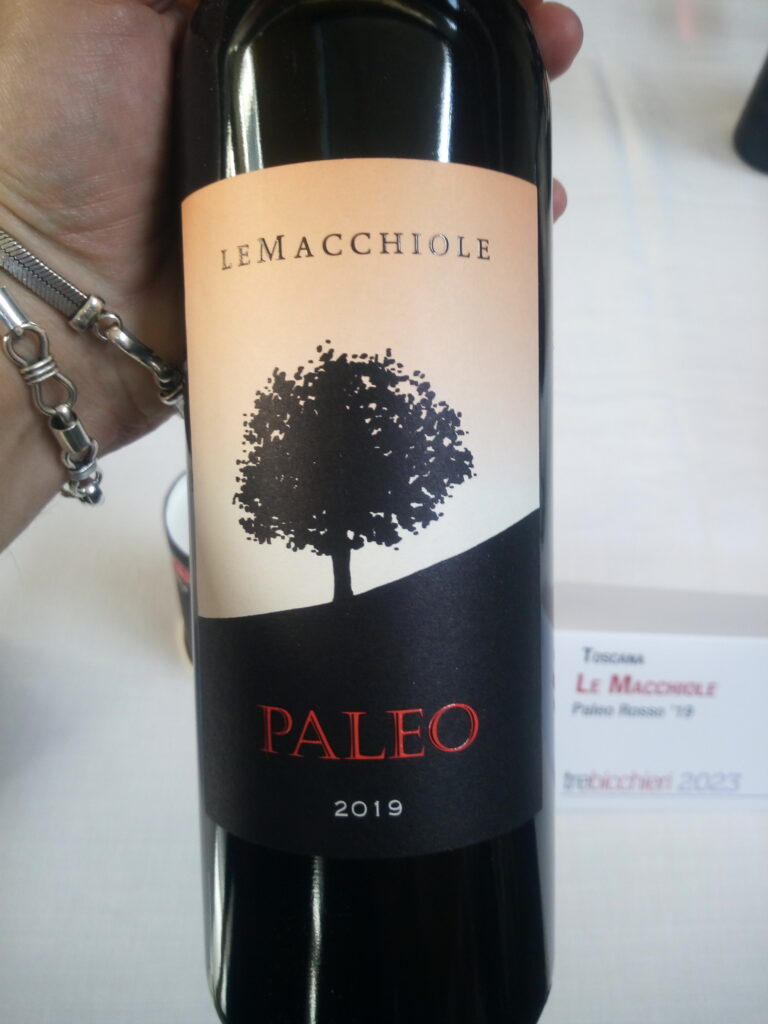 LEMACCHIOLE
PALEO
2019
TOSCANA
LE MACCHIOLE
Paleo Rosso '19
trebicchieri 2023